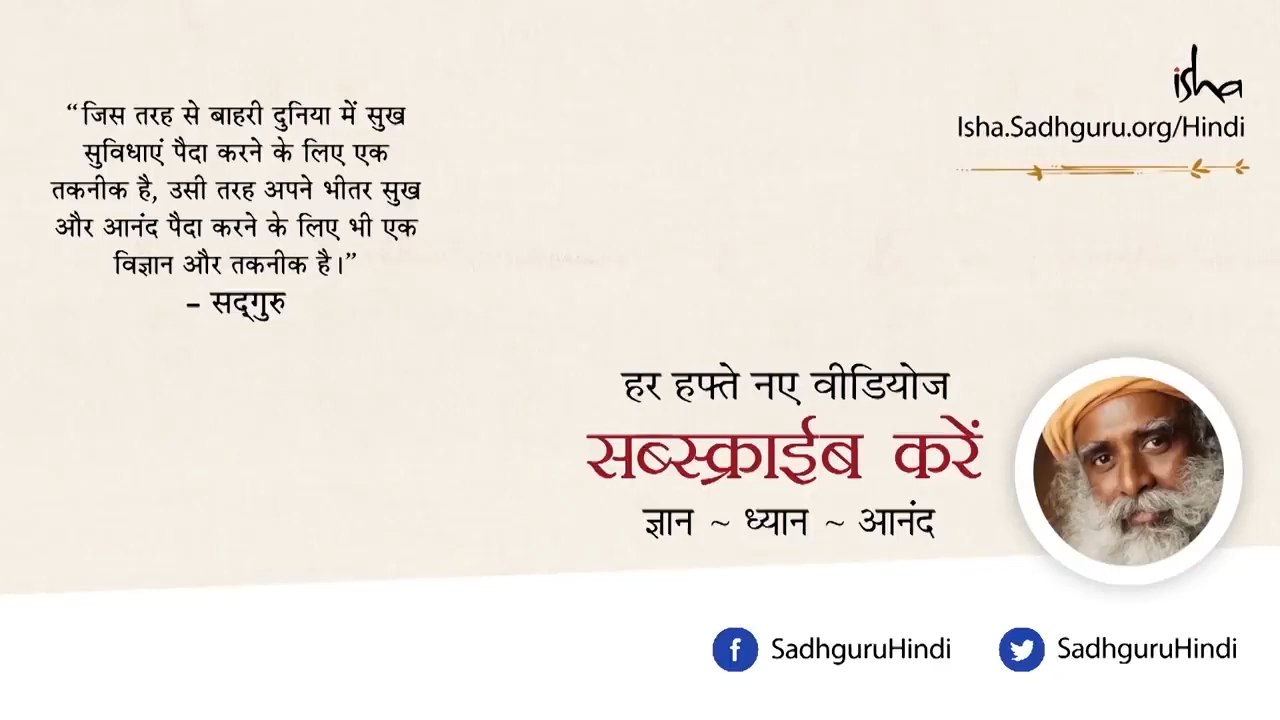 “जिस तरह से बाहरी दुनिया में सुख
सुविधाएं पैदा करने के लिए एक
तकनीक है, उसी तरह अपने भीतर सुख
और आनंद पैदा करने के लिए भी एक
विज्ञान और तकनीक है।”
– सद्‌गुरु
isha
Isha.Sadhguru.org/Hindi
हर हफ्ते नए वीडियोज
सब्स्क्राईब करें
ज्ञान ~ ध्यान ~ आनंद
f SadhguruHindi
SadhguruHindi